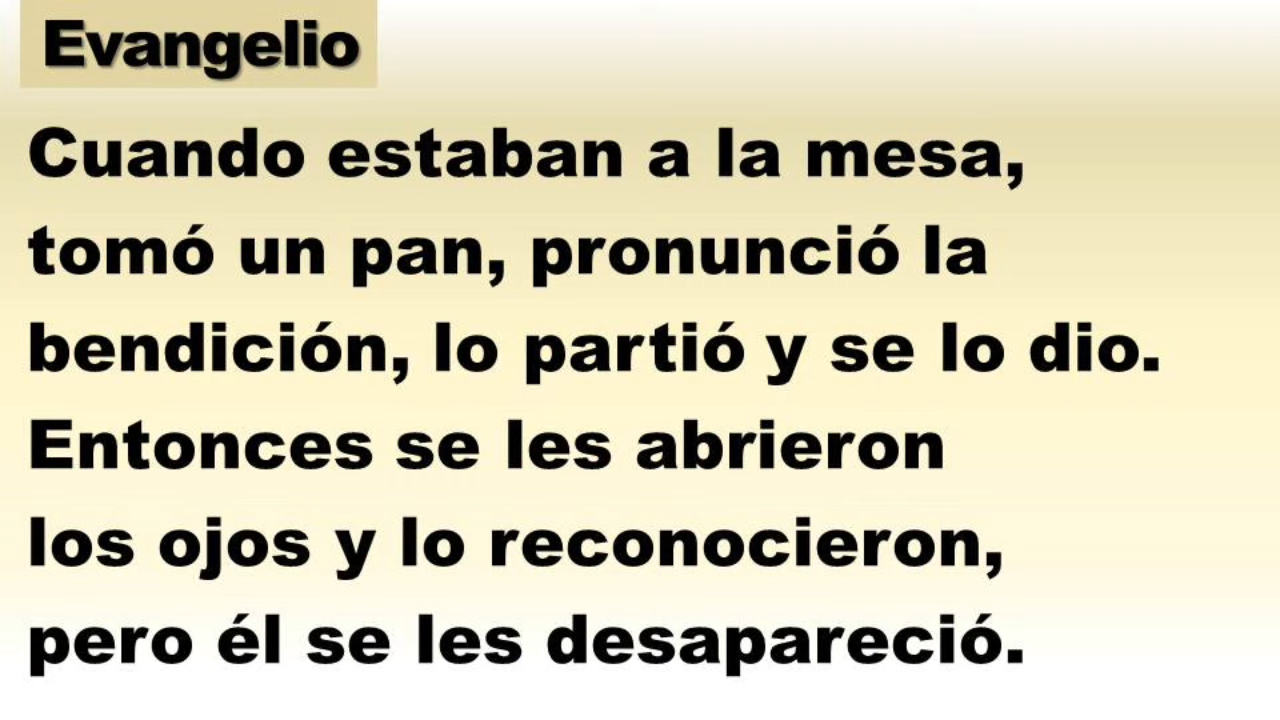 Evangelio
Cuando estaban a la mesa,
tomó un pan, pronunció la
bendición, lo partió y se lo dio.
Entonces se les abrieron
los ojos y lo reconocieron,
pero él se les desapareció.